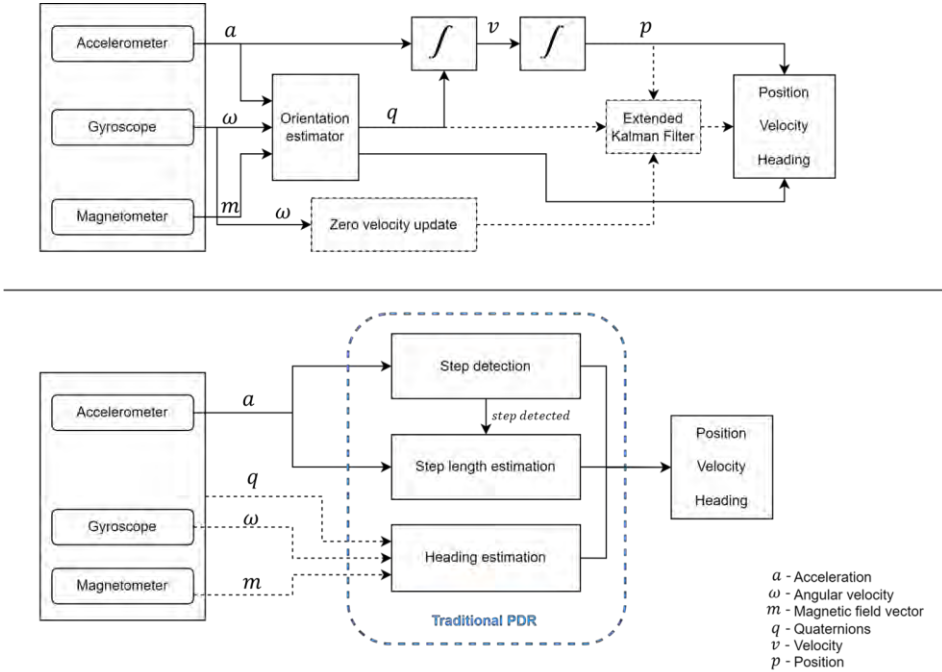 Accelerometer
a
∫
v
∫
p
Gyroscope
ω
Orientation
estimator
q
Extended
Kalman Filter
Position
Velocity
Heading
Magnetometer
m
ω
Zero velocity update
Accelerometer
a
Step detection
step detected
Step length estimation
Position
Velocity
Heading
q
Gyroscope
ω
Heading estimation
Magnetometer
m
Traditional PDR
a - Acceleration
ω - Angular velocity
m - Magnetic field vector
q - Quaternions
v - Velocity
p - Position